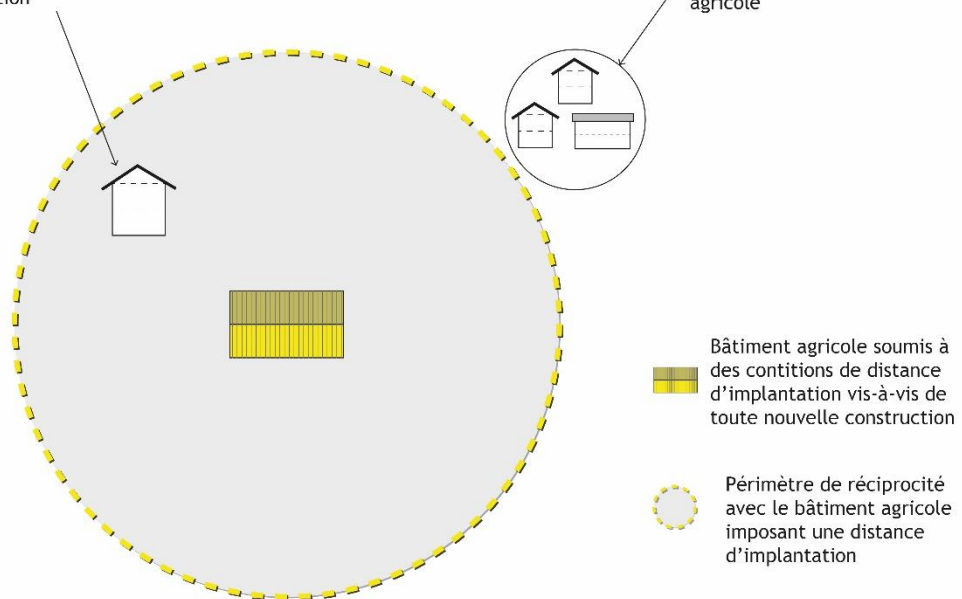 agricole
Bâtiment agricole soumis à
des contitions de distance
d’implantation vis-à-vis de
toute nouvelle construction
Périmètre de réciprocité
avec le bâtiment agricole
imposant une distance
d’implantation